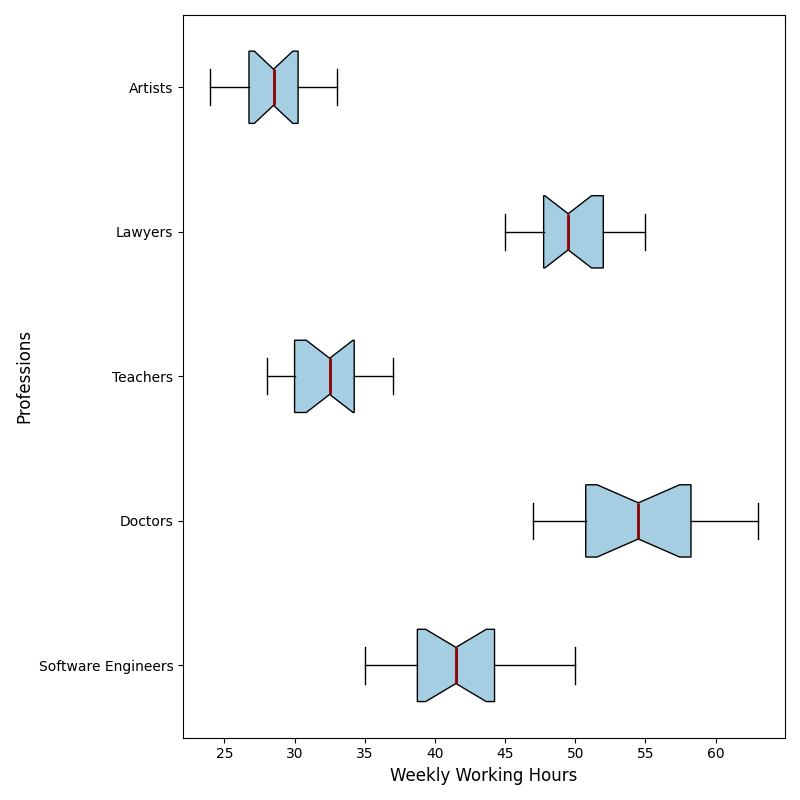 Artists
Lawyers
Teachers
Doctors
Software Engineers
Professions
25 30 35 40 45 50 55 60
Weekly Working Hours